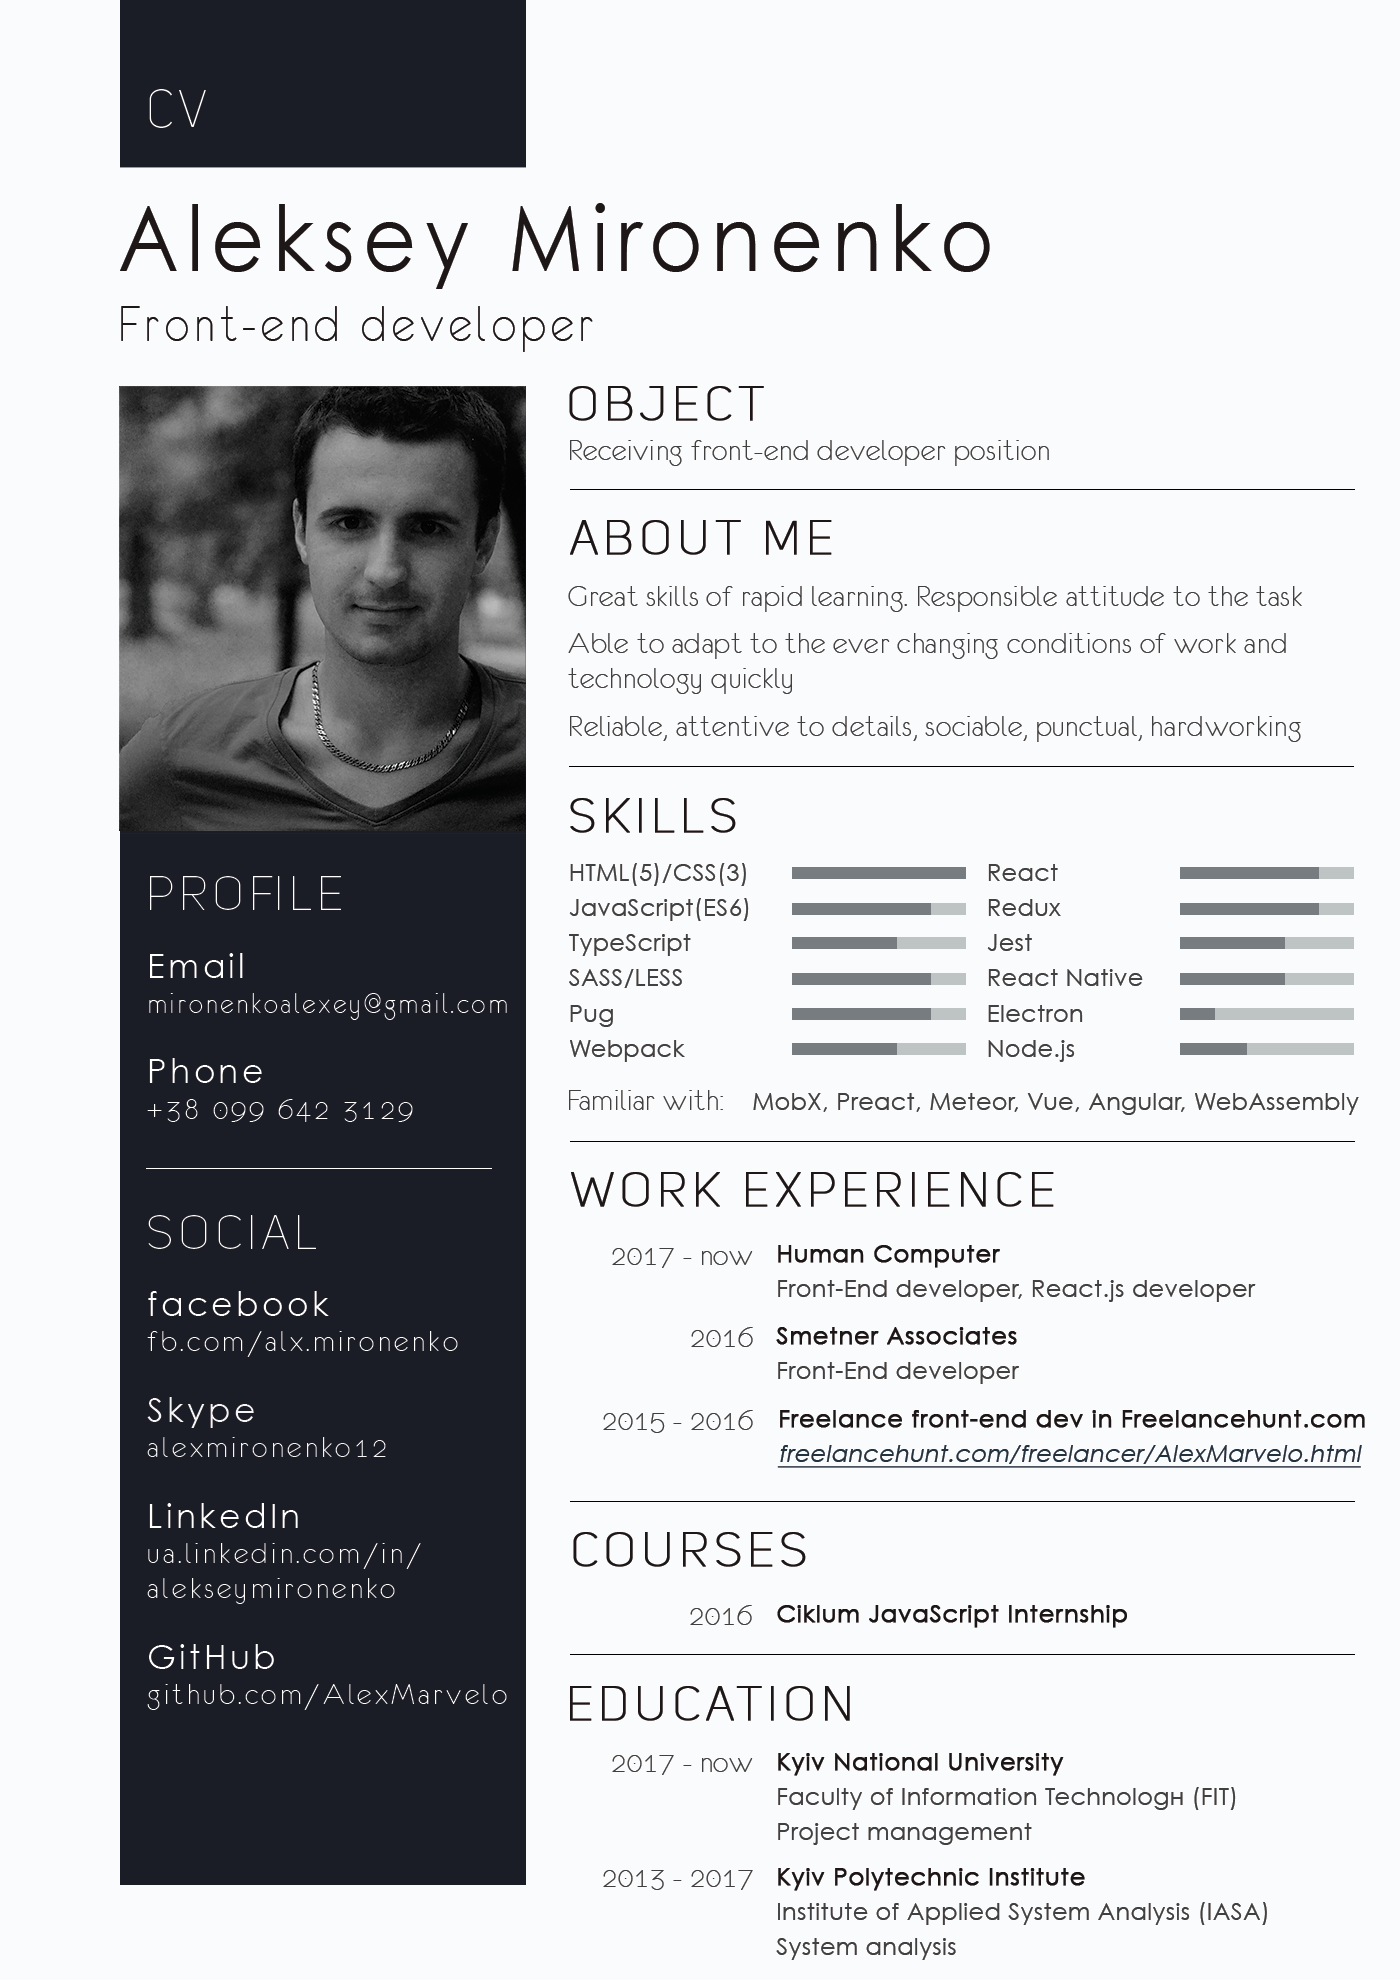 CV
Aleksey Mironenko
Front-end developer
PROFILE
Email
mironenkoalexey@gmail.com
Phone
+38 099 642 3129
SOCIAL
facebook
fb.com/alx.mironenko
Skype
alexmironenko12
LinkedIn
ua.linkedin.com/in/
alekseymironenko
GitHub
github.com/AlexMarvelo
OBJECT
Receiving front-end developer position
ABOUT ME
Great skills of rapid learning. Responsible attitude to the task
Able to adapt to the ever changing conditions of work and
technology quickly
Reliable, attentive to details, sociable, punctual, hardworking
SKILLS
HTML(5)/CSS(3) React
JavaScript(ES6) Redux
TypeScript Jest
SASS/LESS React Native
Pug Electron
Webpack Node.js
Familiar with: MobX, Preact, Meteor, Vue, Angular, WebAssembly
WORK EXPERIENCE
2017 - now Human Computer
Front-End developer, React.js developer
2016 Smetner Associates
Front-End developer
2015 - 2016 Freelance front-end dev in Freelancehunt.com
freelancehunt.com/freelancer/AlexMarvelo.html
COURSES
2016 Ciklum JavaScript Internship
EDUCATION
2017 - now Kyiv National University
Faculty of Information Technologн (FIT)
Project management
2013 - 2017 Kyiv Polytechnic Institute
Institute of Applied System Analysis (IASA)
System analysis